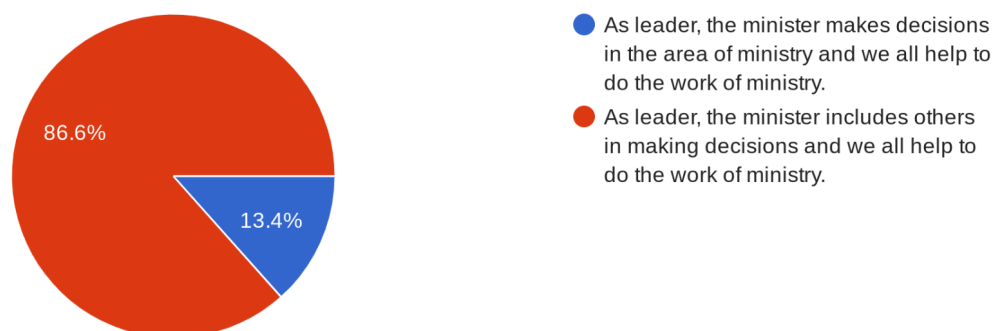 As leader, the minister makes decisions
in the area of ministry and we all help to
do the work of ministry.
As leader, the minister includes others
in making decisions and we all help to
do the work of ministry.
86.6%
13.4%